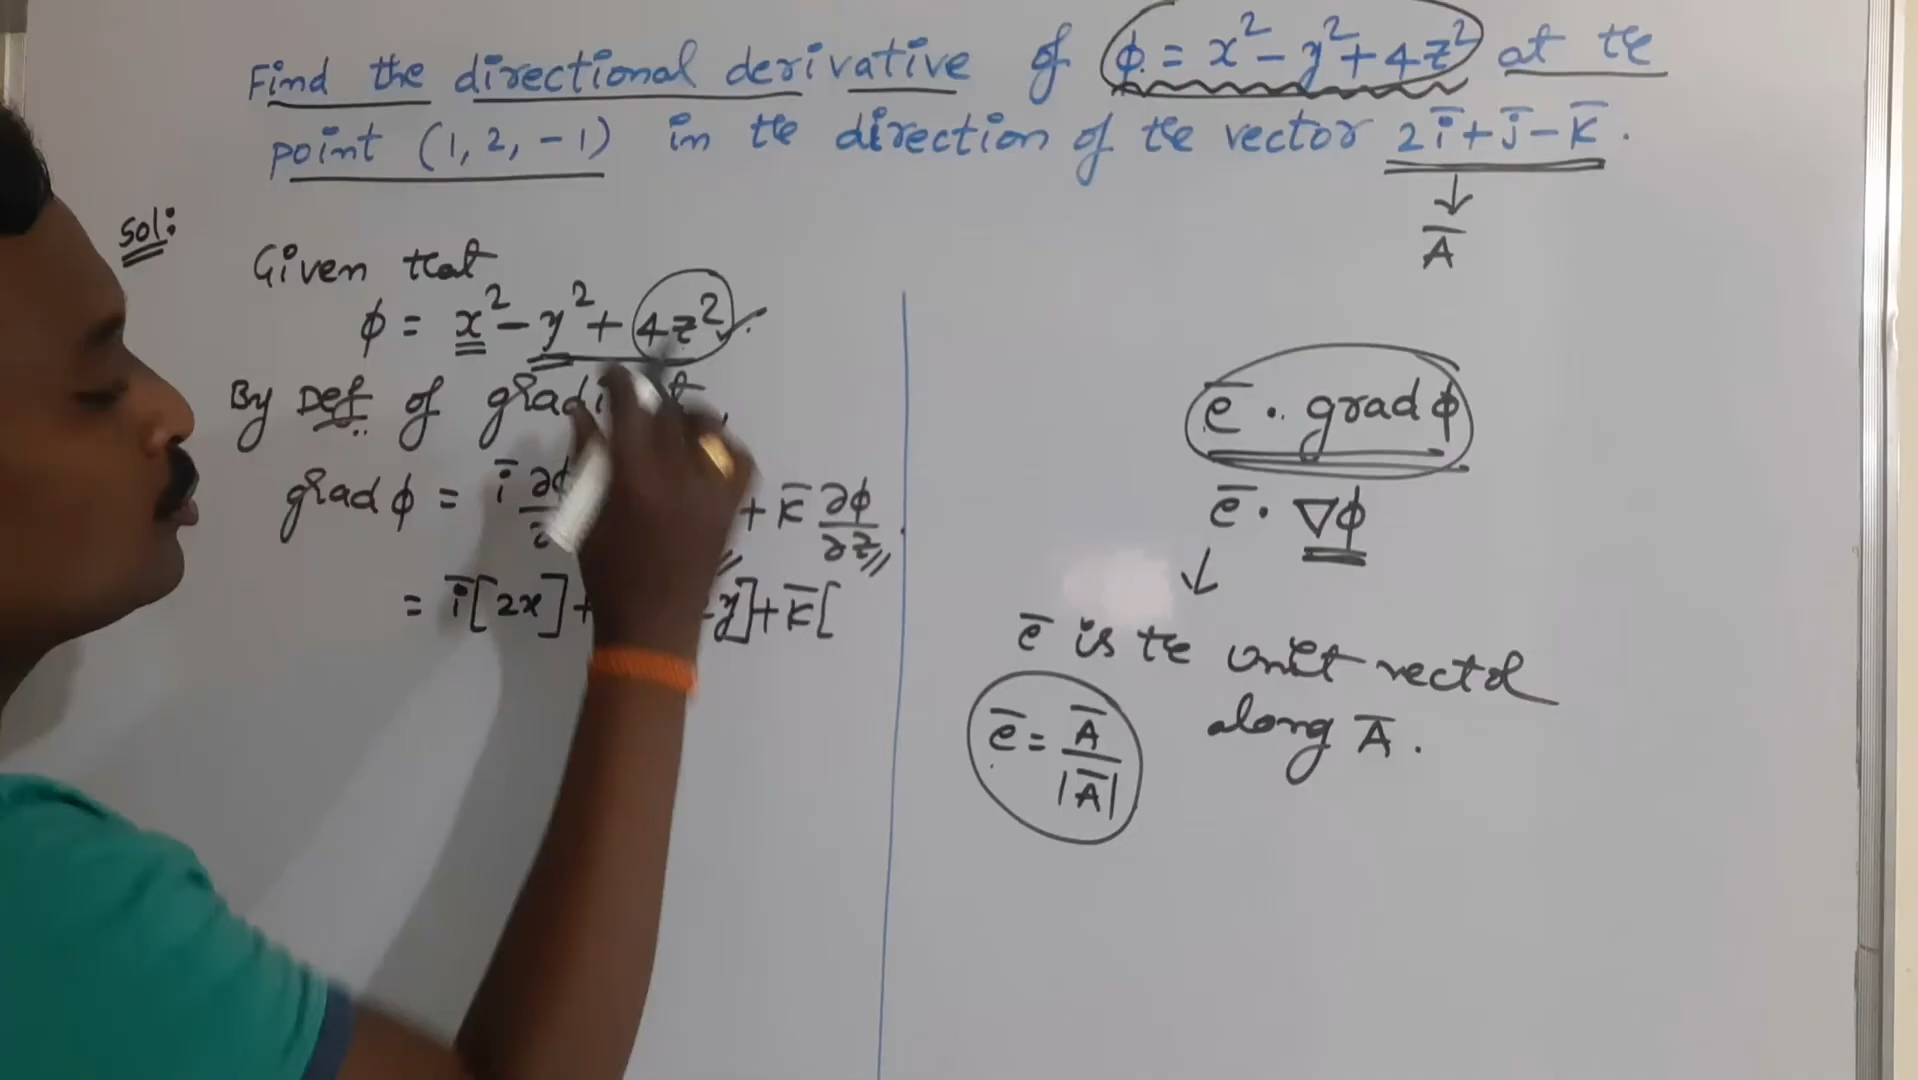 Find the directional derivative of ϕ = x² - y² + 4z² at the
point (1, 2, -1) in the direction of the vector 2i̅ + j̅ - k̅.
Sol:
Given that
ϕ = x² - y² + 4z²
By Def of
grad ϕ = i̅ + k̅ ∂ϕ/∂z
= i̅[2x] + y] + k̅[
↓
A̅
e̅ . grad ϕ
e̅ . ∇ϕ
↓
e̅ is the unit vector
along A̅.
e̅ = A̅/|A̅|